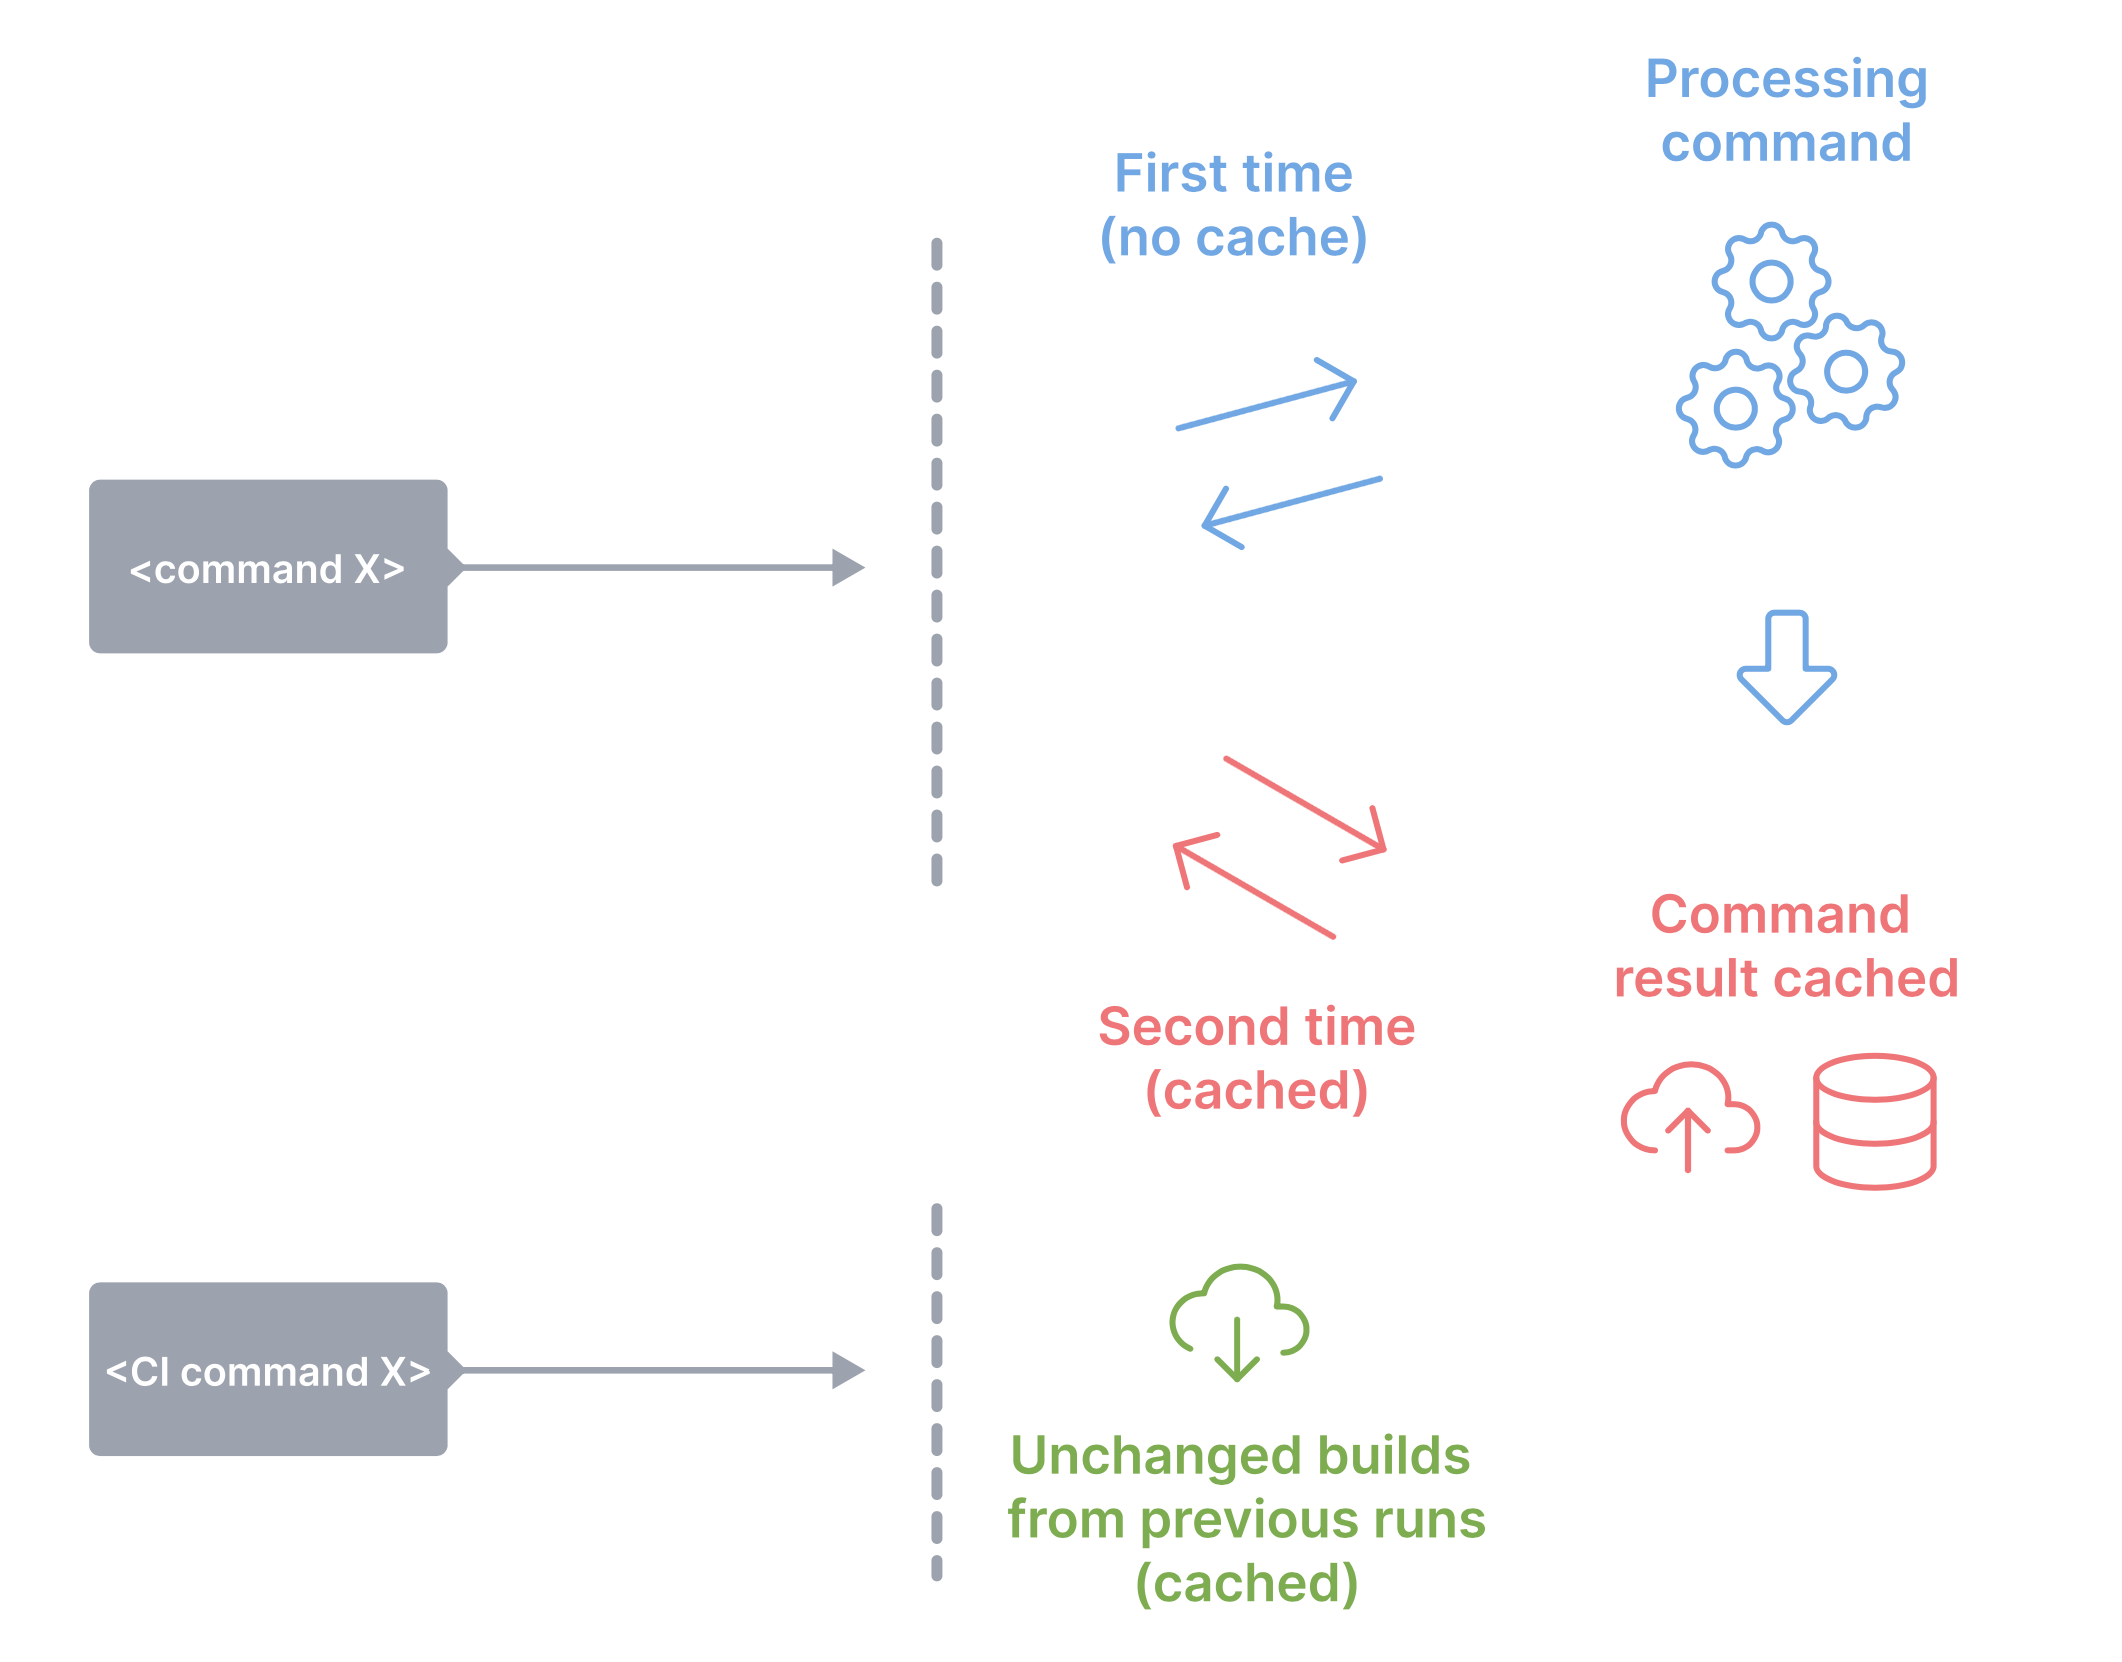 Processing
command
First time
(no cache)
<command X>
Command
result cached
Second time
(cached)
<CI command X>
Unchanged builds
from previous runs
(cached)